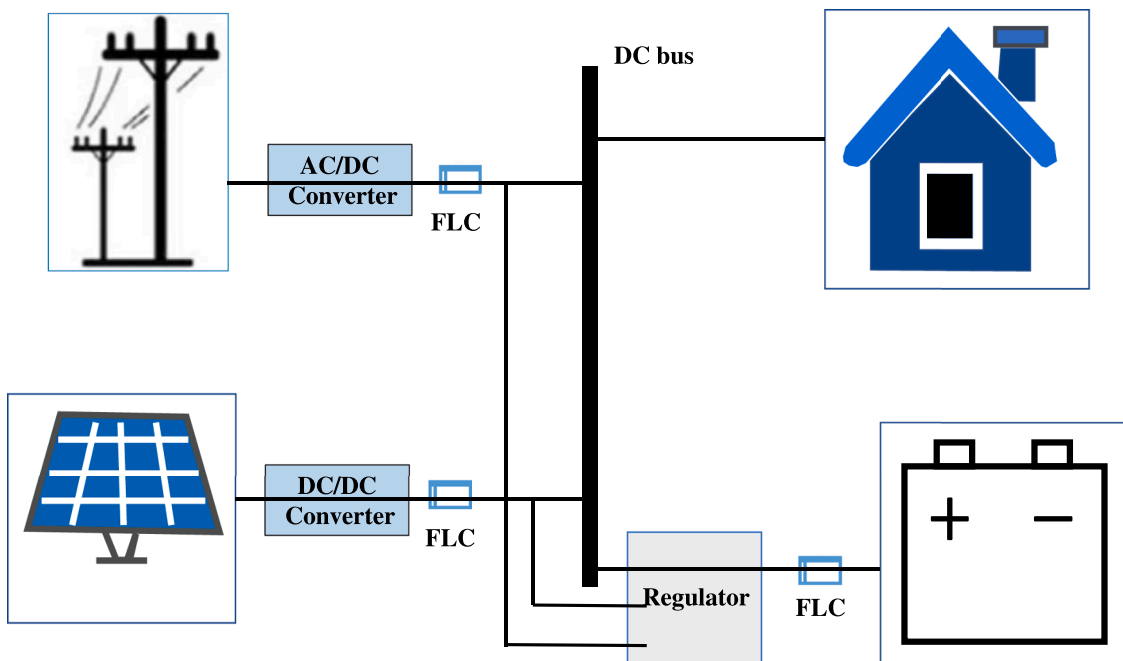 DC bus
AC/DC
Converter
FLC
DC/DC
Converter
FLC
Regulator
FLC